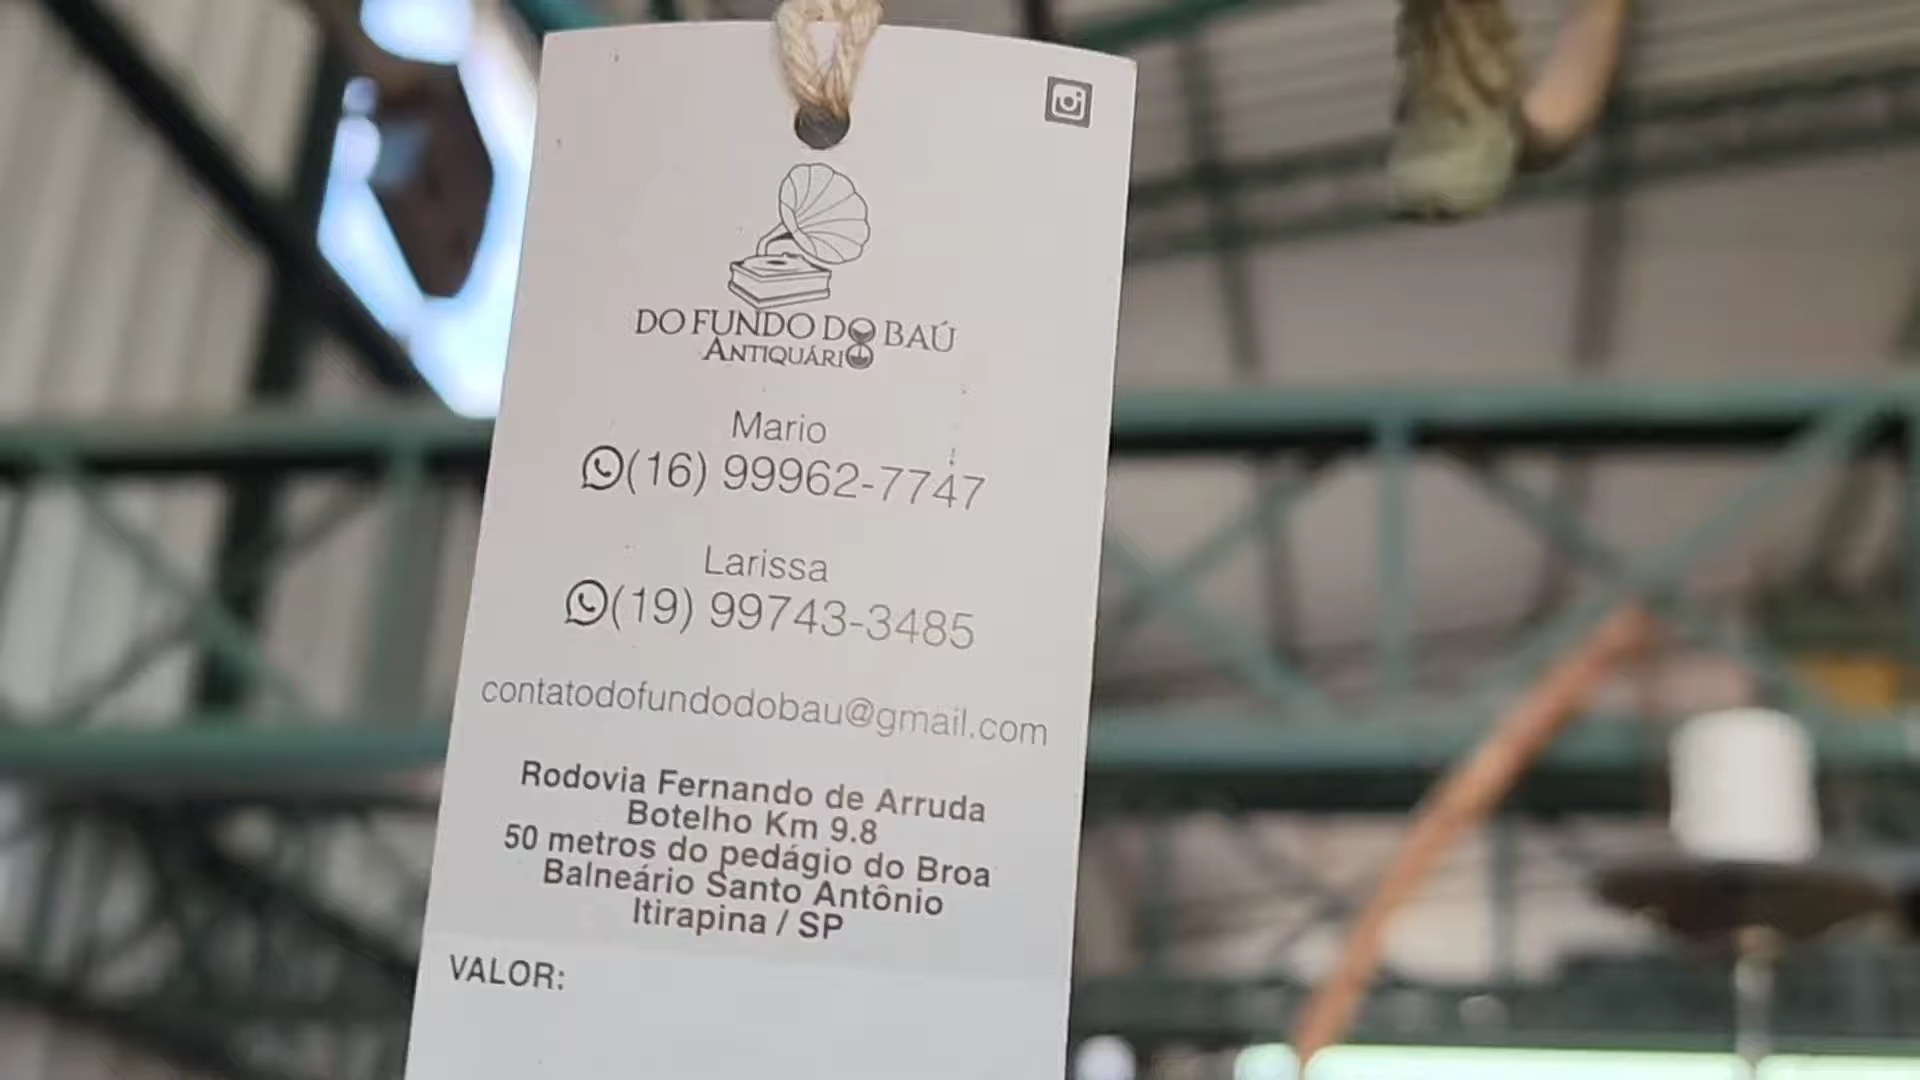 DO FUNDO DO BAÚ
ANTIQUÁRIO
Mario
(16) 99962-7747
Larissa
(19) 99743-3485
contatodofundodobau@gmail.com
Rodovia Fernando de Arruda
Botelho Km 9.8
50 metros do pedágio do Broa
Balneário Santo Antônio
Itirapina / SP
VALOR: